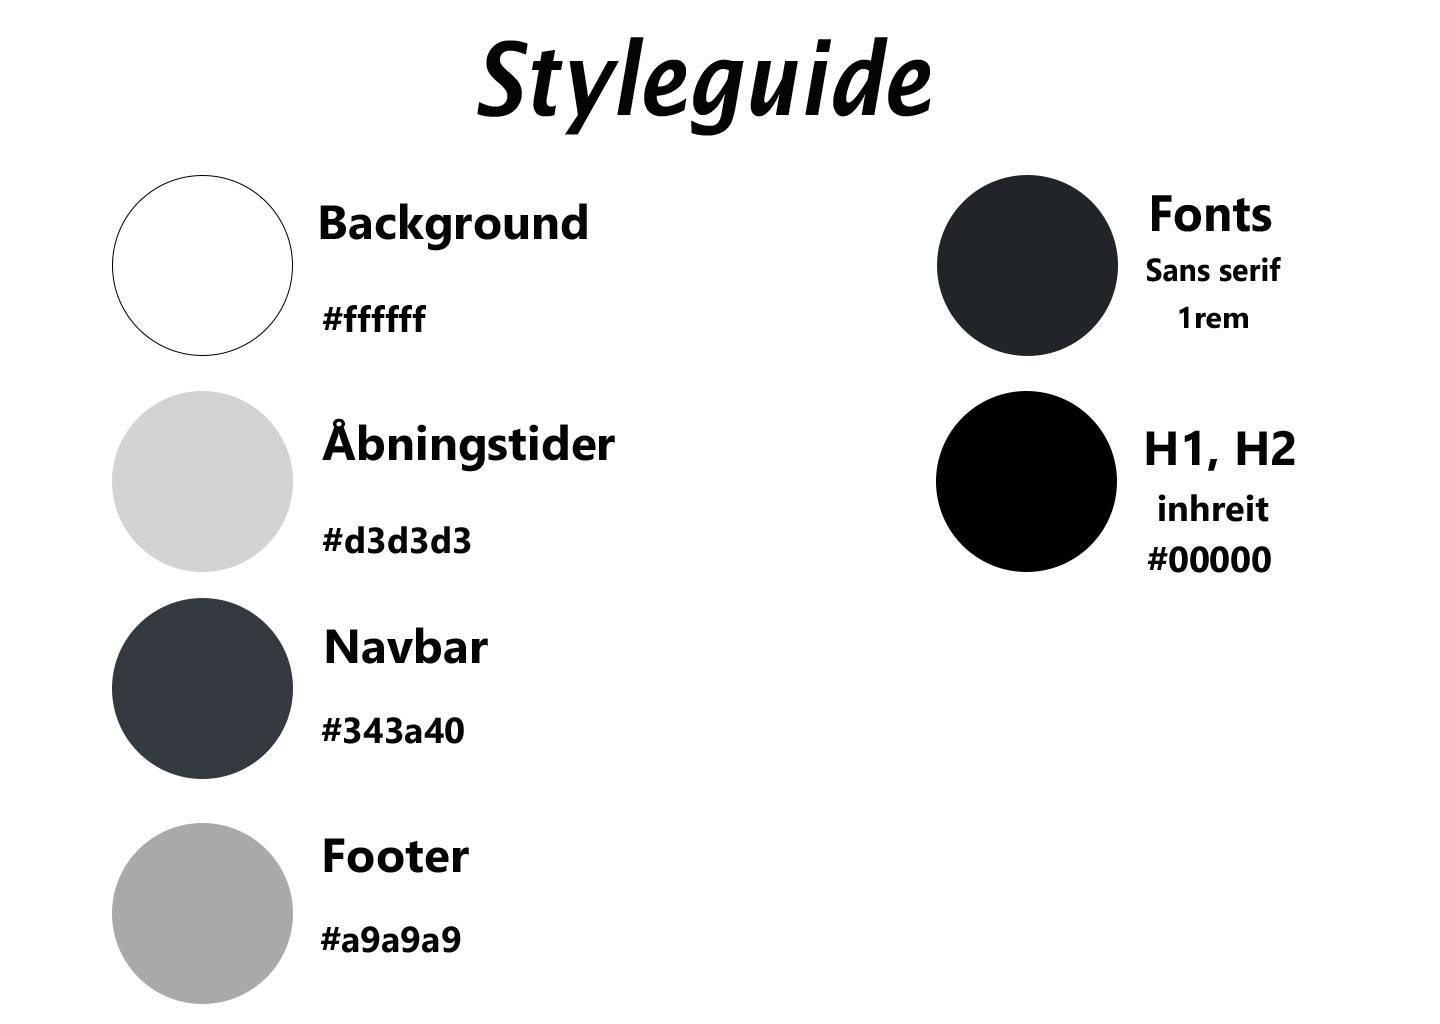 Styleguide
Background
#ffffff
Åbningstider
#d3d3d3
Navbar
#343a40
Footer
#a9a9a9
Fonts
Sans serif
1rem
H1, H2
inhreit
#00000